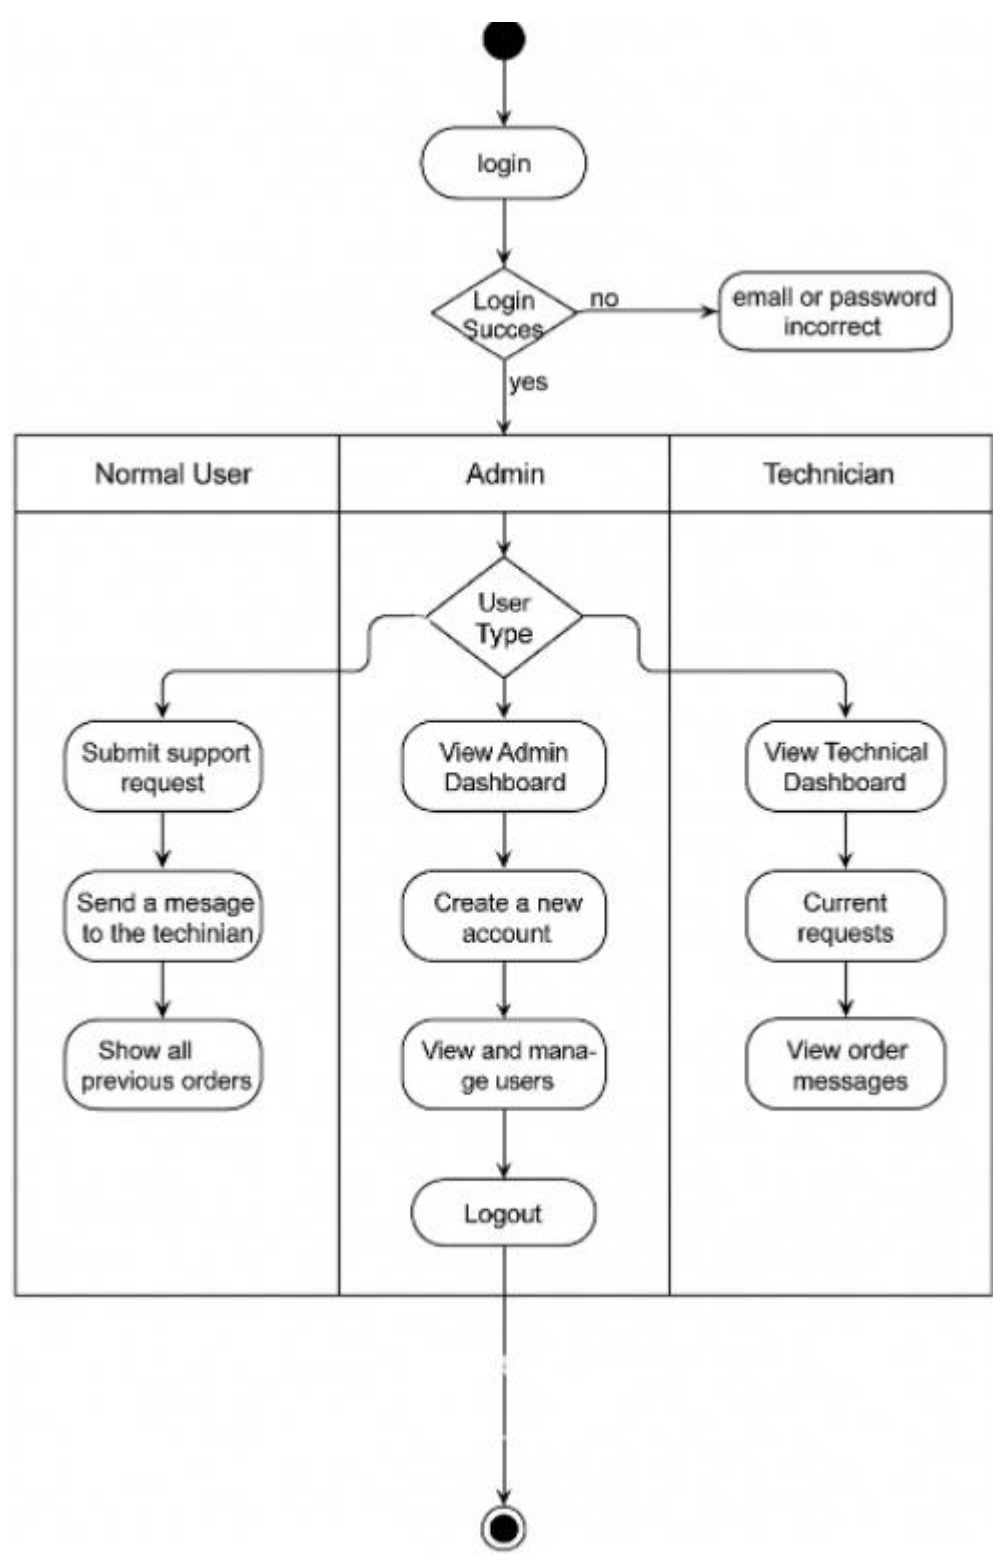 login
Login
Succes
no
emall or password
incorrect
yes
Normal User
Admin
Technician
User
Type
Submit support
request
View Admin
Dashboard
View Technical
Dashboard
Send a mesage
to the techinian
Create a new
account
Current
requests
Show all
previous orders
View and mana-
ge users
View order
messages
Logout